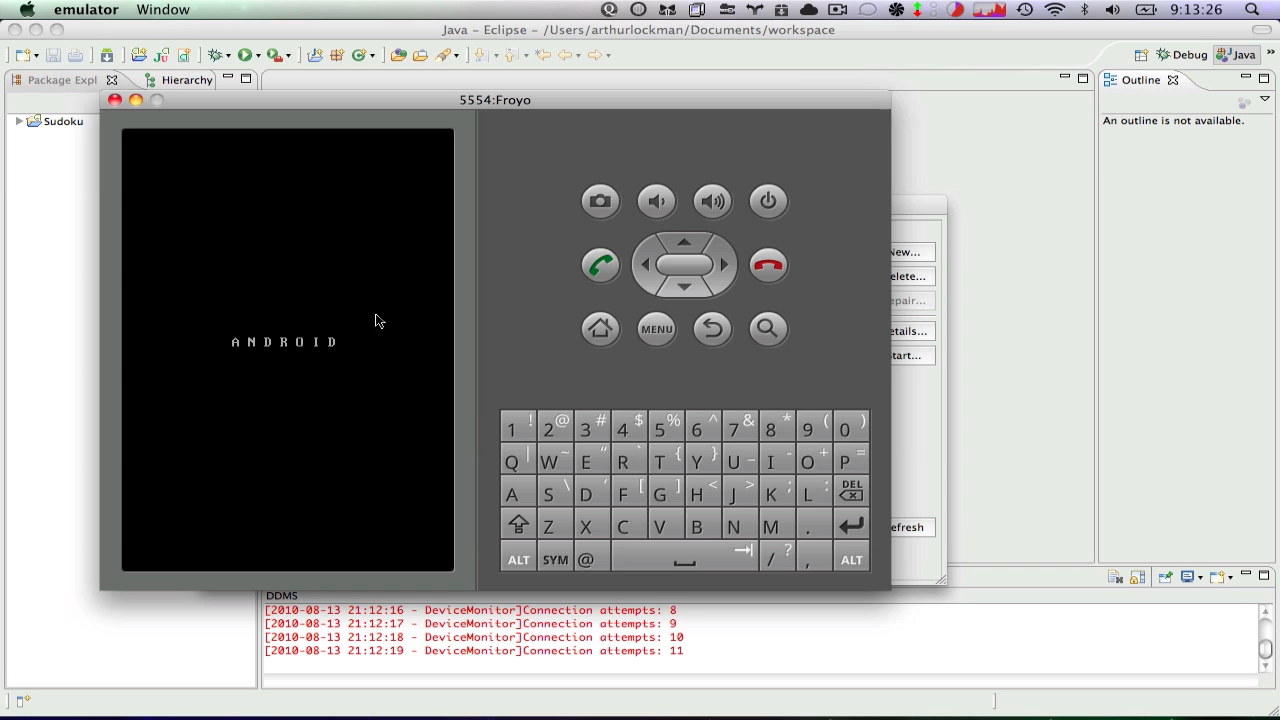 emulator Window 9:13:26
Java - Eclipse - /Users/arthurlockman/Documents/workspace
Debug Java
Package Expl Hierarchy Outline
5554:Froyo
Sudoku
An outline is not available.
A N D R O I D
MENU
New...
elete...
epair...
etails...
tart...
efresh
1 ! 2 @ 3 # 4 $ 5 % 6 ^ 7 & 8 * 9 ( 0 )
Q | W ~ E “ R ` T { Y } U _ I - O + P =
A S \ D ‘ F [ G ] H < J > K ; L : DEL
Z X C V B N M .
ALT SYM @ / ? , ALT
DDMS
[2010-08-13 21:12:16 - DeviceMonitor]Connection attempts: 8
[2010-08-13 21:12:17 - DeviceMonitor]Connection attempts: 9
[2010-08-13 21:12:18 - DeviceMonitor]Connection attempts: 10
[2010-08-13 21:12:19 - DeviceMonitor]Connection attempts: 11